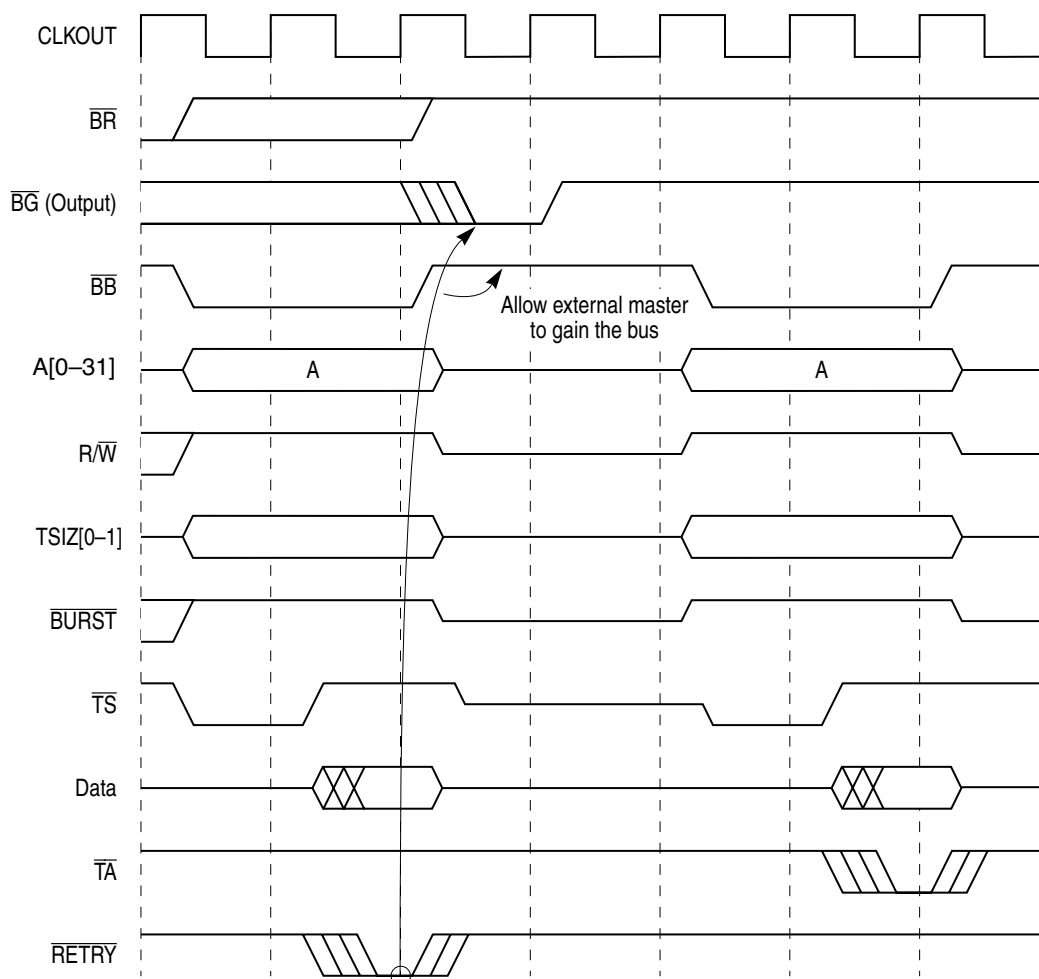 CLKOUT
BR
BG (Output)
BB
Allow external master
to gain the bus
A[0–31]
A
A
R/W
TSIZ[0–1]
BURST
TS
Data
TA
RETRY